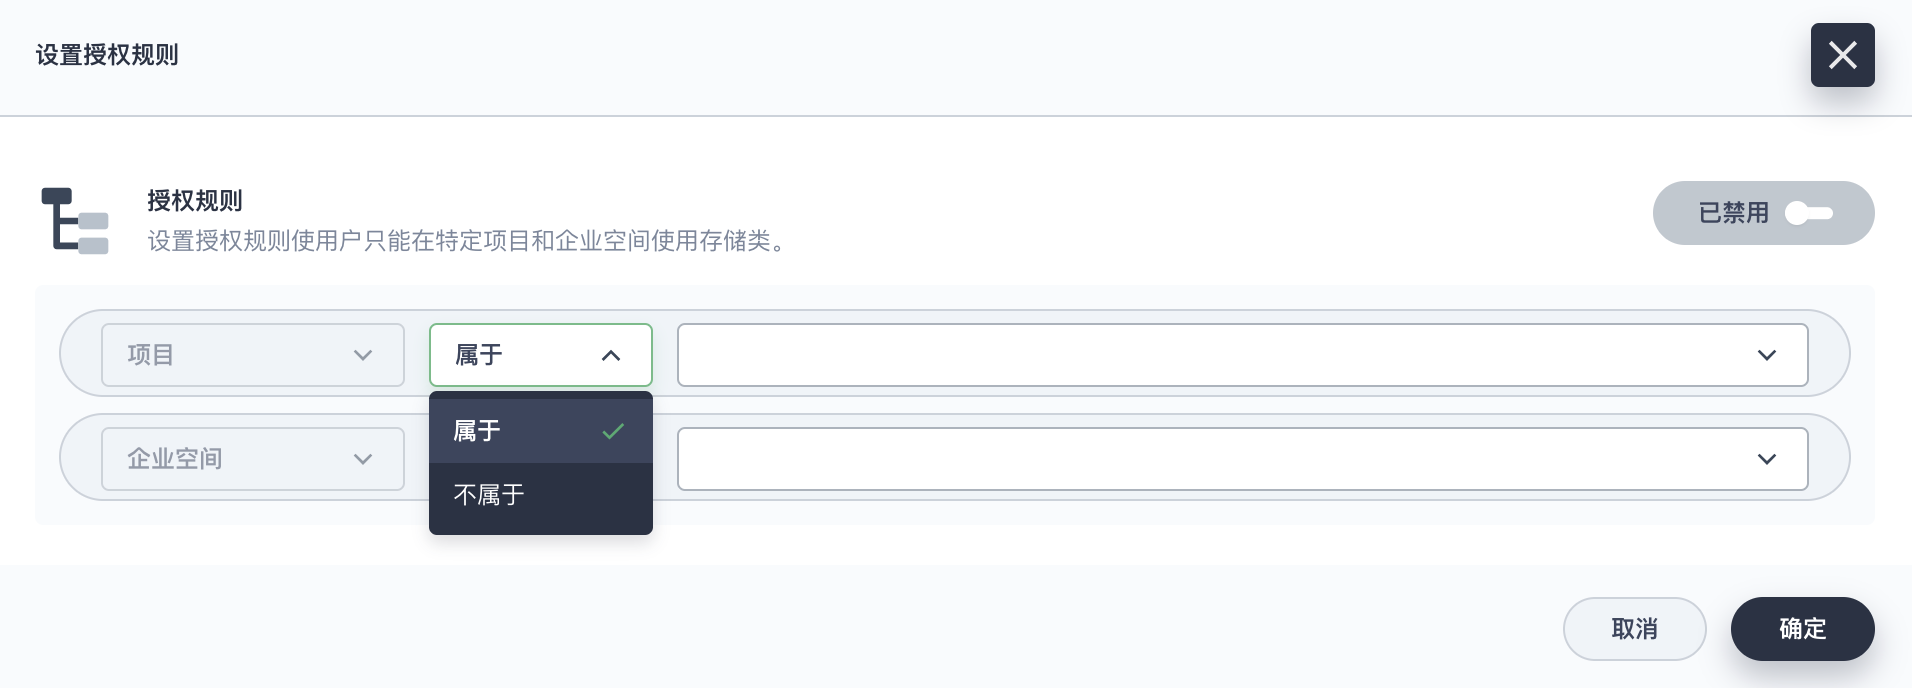 设置授权规则
授权规则
设置授权规则使用户只能在特定项目和企业空间使用存储类。
已禁用
项目
属于
属于
不属于
企业空间
取消
确定